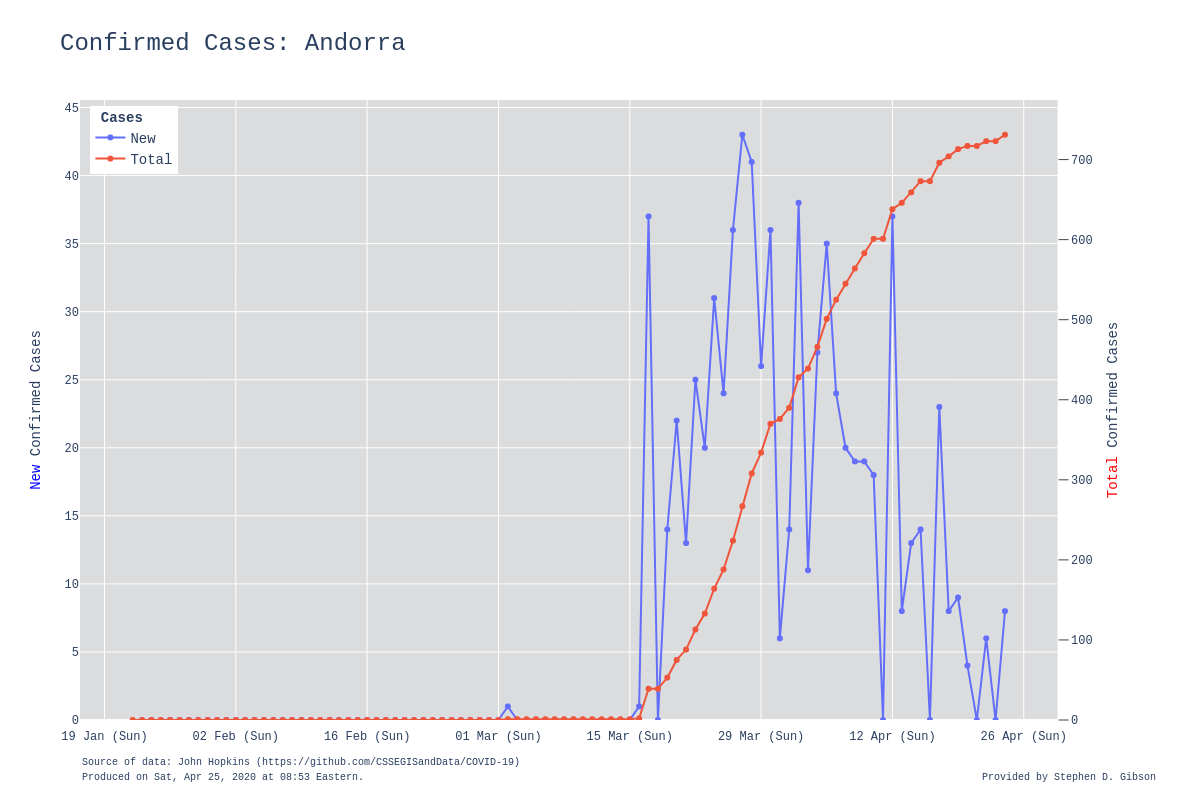 Confirmed Cases: Andorra
Cases
New
Total
45
40
35
30
25
20
15
10
5
0
New Confirmed Cases
700
600
500
400
300
200
100
0
Total Confirmed Cases
19 Jan (Sun) 02 Feb (Sun) 16 Feb (Sun) 01 Mar (Sun) 15 Mar (Sun) 29 Mar (Sun) 12 Apr (Sun) 26 Apr (Sun)
Source of data: John Hopkins (https://github.com/CSSEGISandData/COVID-19)
Produced on Sat, Apr 25, 2020 at 08:53 Eastern.
Provided by Stephen D. Gibson